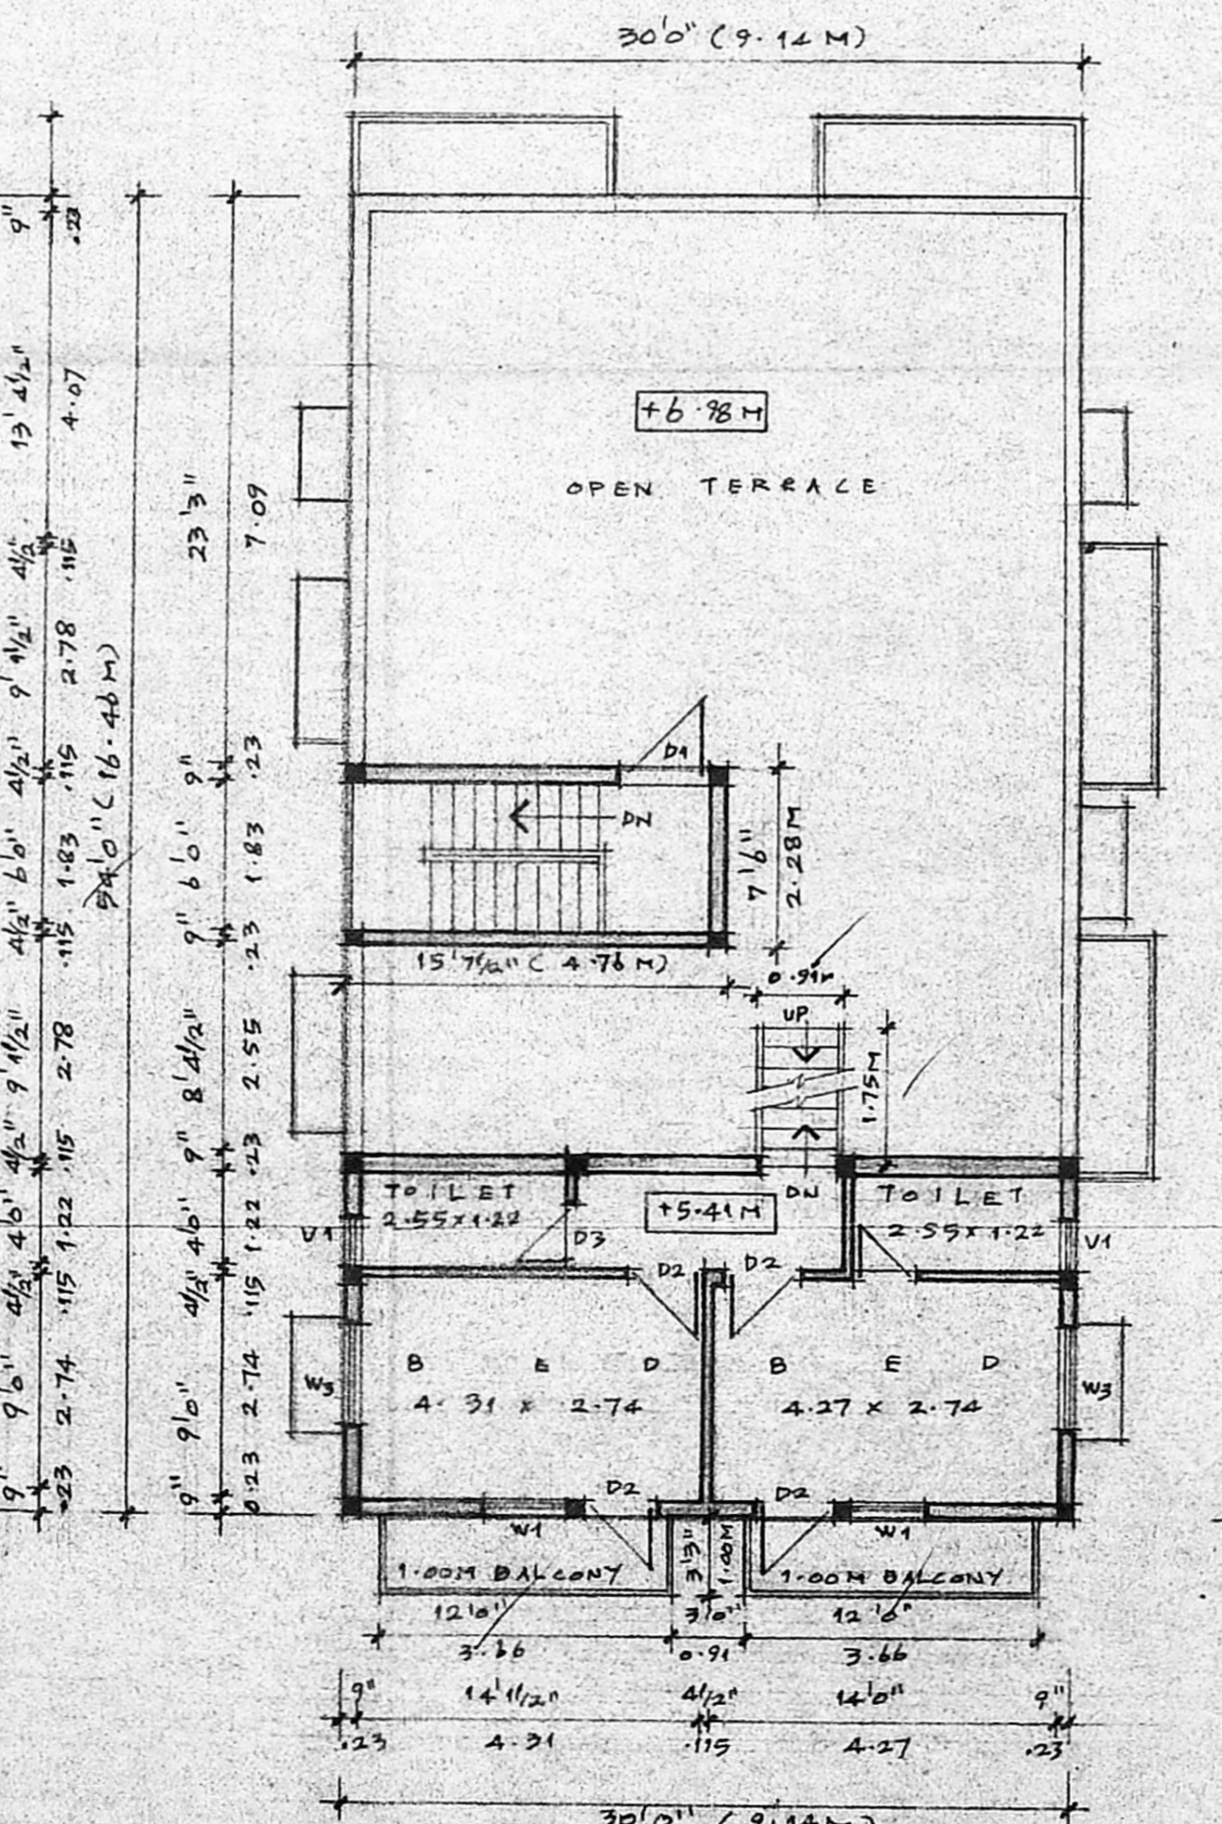 30'0" (9.14 M)
9"
.23
13' 4½"
4.07
4½"
.115
9' 1½"
2.78
4½"
.115
6'0"
1.83
4½"
.115
9' 1½"
2.78
4½"
.115
4'0"
1.22
4½"
.115
9'0"
2.74
9"
.23
54'0" (16.46 M)
23'3"
7.09
9"
.23
6'0"
1.83
9"
.23
8'4½"
2.55
9"
.23
4'0"
1.22
4½"
.115
9'0"
2.74
9"
0.23
+6.98 M
OPEN TERRACE
D1
DN
7'6"
2.28 M
15'7½" (4.76 M)
UP
1.75 M
DN
TOILET
2.55 x 1.22
+5.41 M
TOILET
2.55 x 1.22
V1
D3
V1
D2
D2
BED
4.31 x 2.74
BED
4.27 x 2.74
W3
W3
D2
D2
W1
W1
1.00M BALCONY
3'3"
1.00M
1.00M BALCONY
12'0"
3'0"
12'0"
3.66
0.91
3.66
9"
14'1½"
4½"
14'0"
9"
.23
4.31
.115
4.27
.23
30'0" (9.14 M)